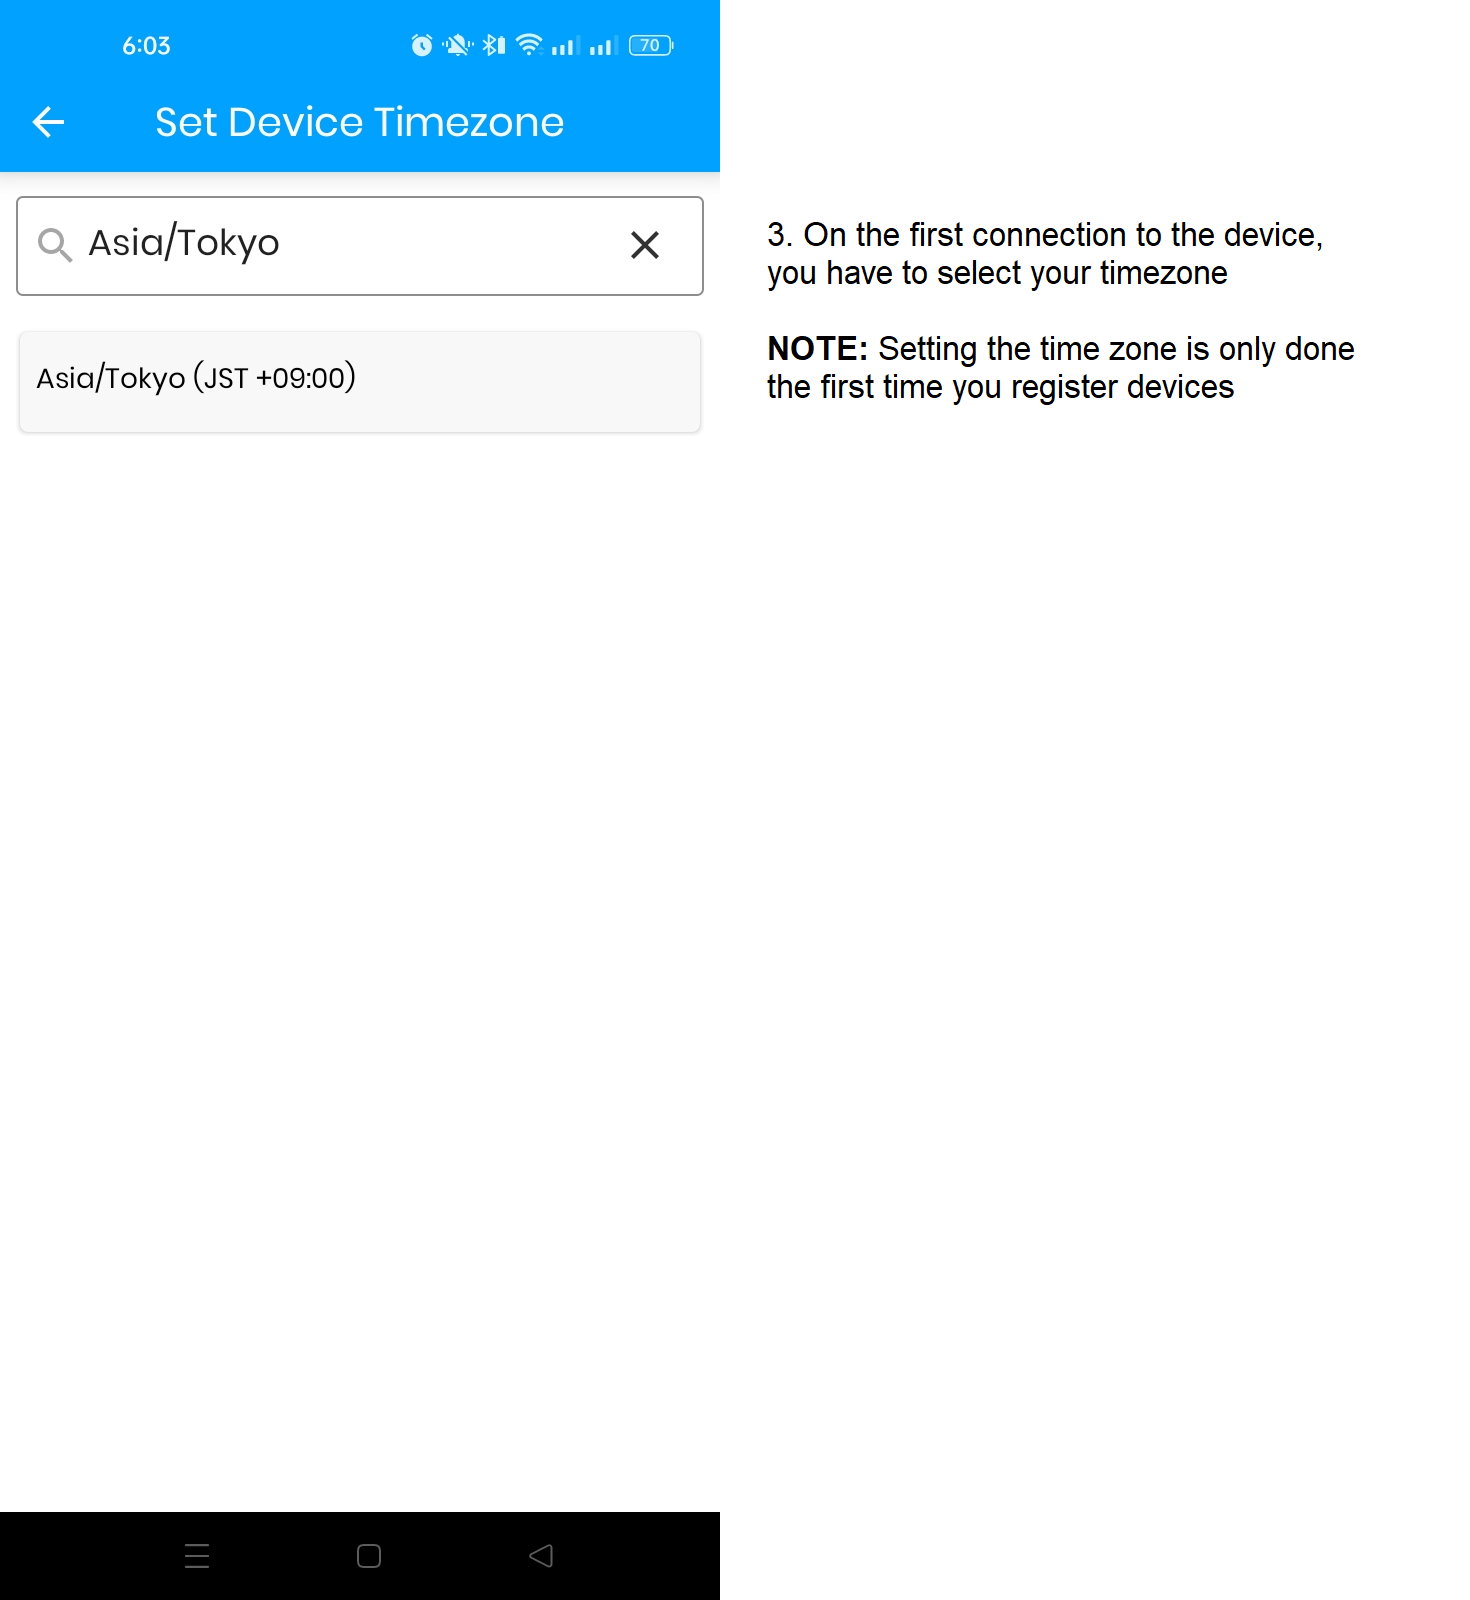 6:03
70
Set Device Timezone
Asia/Tokyo
Asia/Tokyo (JST +09:00)
3. On the first connection to the device,
you have to select your timezone
NOTE: Setting the time zone is only done
the first time you register devices